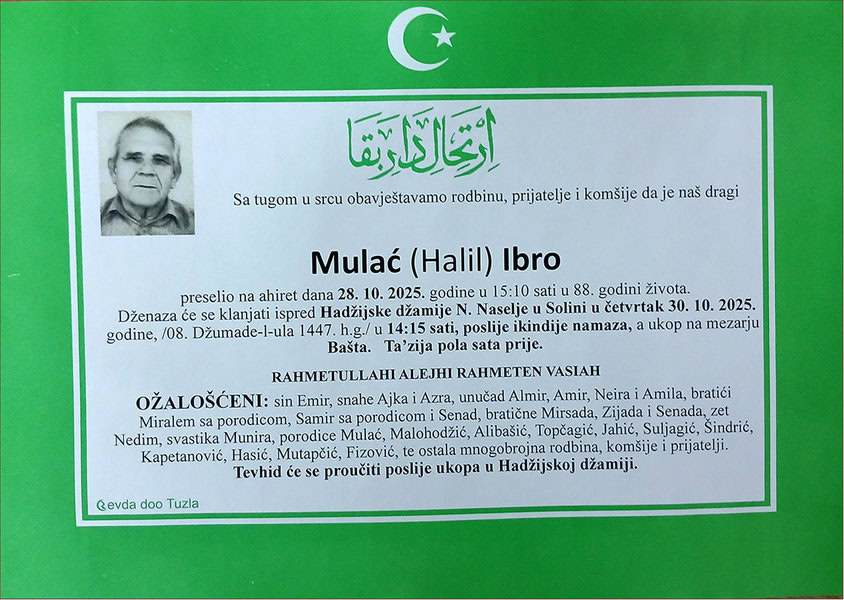 اِرْتِحَالِ دَارِ بَقَا
Sa tugom u srcu obavještavamo rodbinu, prijatelje i komšije da je naš dragi
Mulać (Halil) Ibro
preselio na ahiret dana 28. 10. 2025. godine u 15:10 sati u 88. godini života.
Dženaza će se klanjati ispred Hadžijske džamije N. Naselje u Solini u četvrtak 30. 10. 2025.
godine, /08. Džumade-l-ula 1447. h.g./ u 14:15 sati, poslije ikindije namaza, a ukop na mezarju
Bašta. Ta’zija pola sata prije.
RAHMETULLAHI ALEJHI RAHMETEN VASIAH
OŽALOŠĆENI: sin Emir, snahe Ajka i Azra, unučad Almir, Amir, Neira i Amila, bratići
Miralem sa porodicom, Samir sa porodicom i Senad, bratične Mirsada, Zijada i Senada, zet
Nedim, svastika Munira, porodice Mulać, Malohodžić, Alibašić, Topčagić, Jahić, Suljagić, Šindrić,
Kapetanović, Hasić, Mutapčić, Fizović, te ostala mnogobrojna rodbina, komšije i prijatelji.
Tevhid će se proučiti poslije ukopa u Hadžijskoj džamiji.
evda doo Tuzla